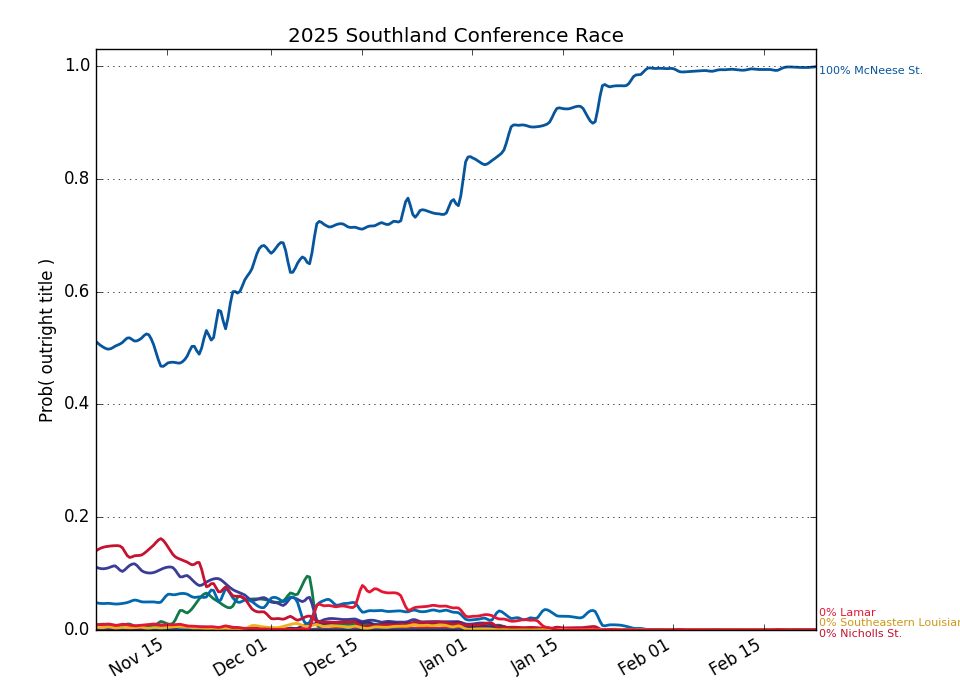 2025 Southland Conference Race
1.0
0.8
0.6
0.4
0.2
0.0
Prob( outright title )
100% McNeese St.
0% Lamar
0% Southeastern Louisian
0% Nicholls St.
Nov 15
Dec 01
Dec 15
Jan 01
Jan 15
Feb 01
Feb 15